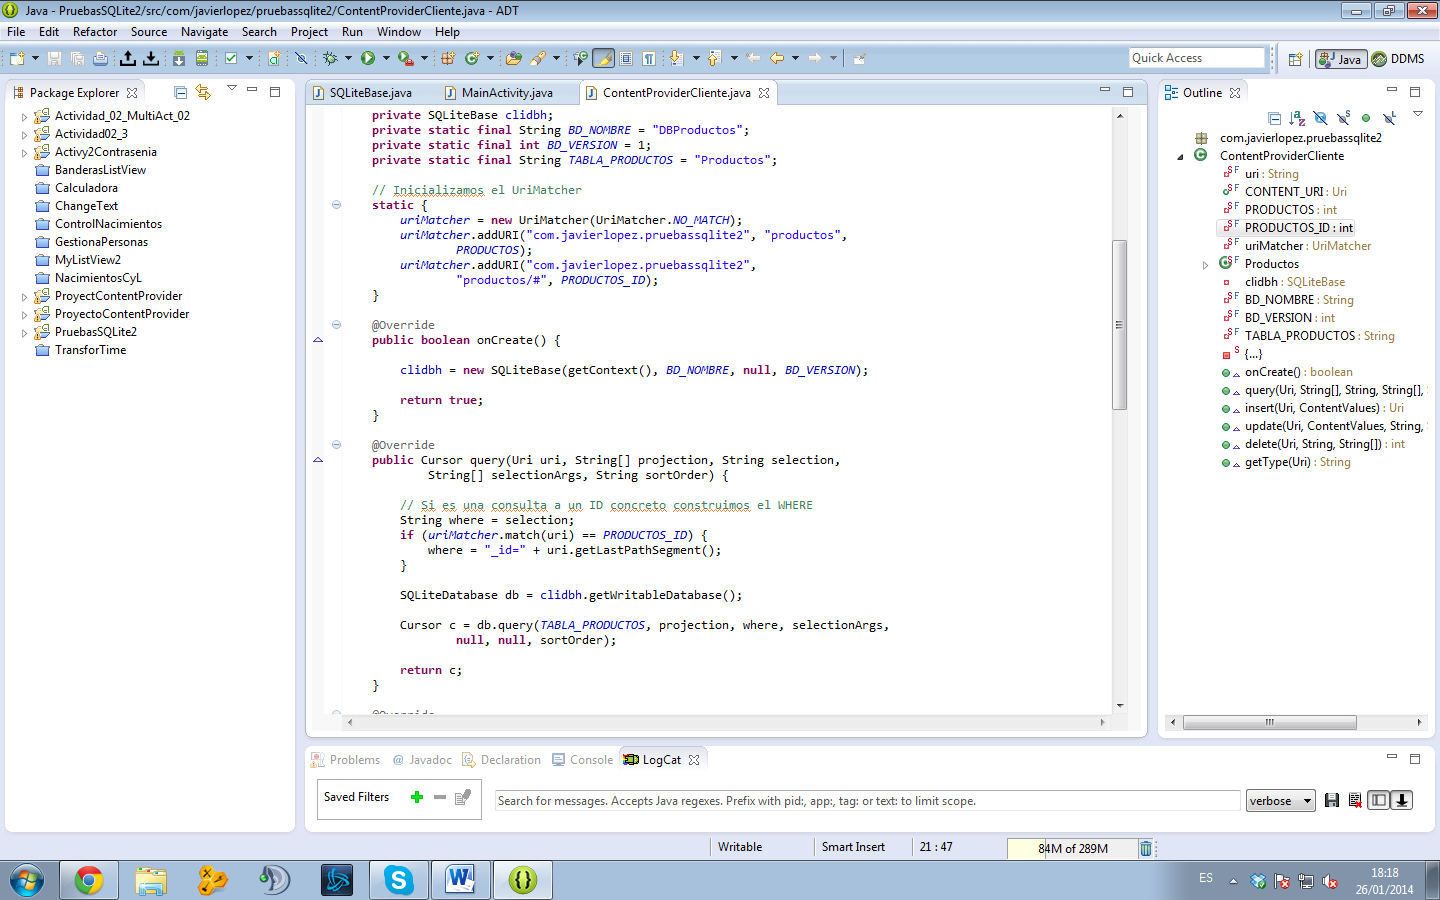 Java - PruebasSQLite2/src/com/javierlopez/pruebassqlite2/ContentProviderCliente.java - ADT
File Edit Refactor Source Navigate Search Project Run Window Help
Quick Access
Java
DDMS
Package Explorer
Actividad_02_MultiAct_02
Actividad02_3
Activy2Contrasenia
BanderasListView
Calculadora
ChangeText
ControlNacimientos
GestionaPersonas
MyListView2
NacimientosCyL
ProyectContentProvider
ProyectoContentProvider
PruebasSQLite2
TransforTime
SQLiteBase.java
MainActivity.java
ContentProviderCliente.java
private SQLiteBase clidbh;
private static final String BD_NOMBRE = "DBProductos";
private static final int BD_VERSION = 1;
private static final String TABLA_PRODUCTOS = "Productos";
// Inicializamos el UriMatcher
static {
uriMatcher = new UriMatcher(UriMatcher.NO_MATCH);
uriMatcher.addURI("com.javierlopez.pruebassqlite2", "productos",
PRODUCTOS);
uriMatcher.addURI("com.javierlopez.pruebassqlite2",
"productos/#", PRODUCTOS_ID);
}
@Override
public boolean onCreate() {
clidbh = new SQLiteBase(getContext(), BD_NOMBRE, null, BD_VERSION);
return true;
}
@Override
public Cursor query(Uri uri, String[] projection, String selection,
String[] selectionArgs, String sortOrder) {
// Si es una consulta a un ID concreto construimos el WHERE
String where = selection;
if (uriMatcher.match(uri) == PRODUCTOS_ID) {
where = "_id=" + uri.getLastPathSegment();
}
SQLiteDatabase db = clidbh.getWritableDatabase();
Cursor c = db.query(TABLA_PRODUCTOS, projection, where, selectionArgs,
null, null, sortOrder);
return c;
}
@Override
Outline
com.javierlopez.pruebassqlite2
ContentProviderCliente
uri : String
CONTENT_URI : Uri
PRODUCTOS : int
PRODUCTOS_ID : int
uriMatcher : UriMatcher
Productos
clidbh : SQLiteBase
BD_NOMBRE : String
BD_VERSION : int
TABLA_PRODUCTOS : String
{...}
onCreate() : boolean
query(Uri, String[], String, String[],
insert(Uri, ContentValues) : Uri
update(Uri, ContentValues, String,
delete(Uri, String, String[]) : int
getType(Uri) : String
Problems
Javadoc
Declaration
Console
LogCat
Saved Filters
Search for messages. Accepts Java regexes. Prefix with pid:, app:, tag: or text: to limit scope.
verbose
Writable
Smart Insert
21 : 47
84M of 289M
ES
18:18
26/01/2014